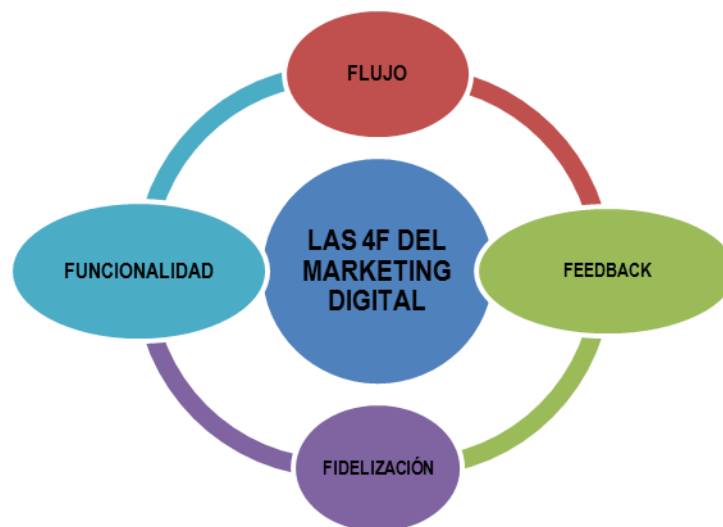 FLUJO
LAS 4F DEL
MARKETING
DIGITAL
FUNCIONALIDAD
FEEDBACK
FIDELIZACIÓN